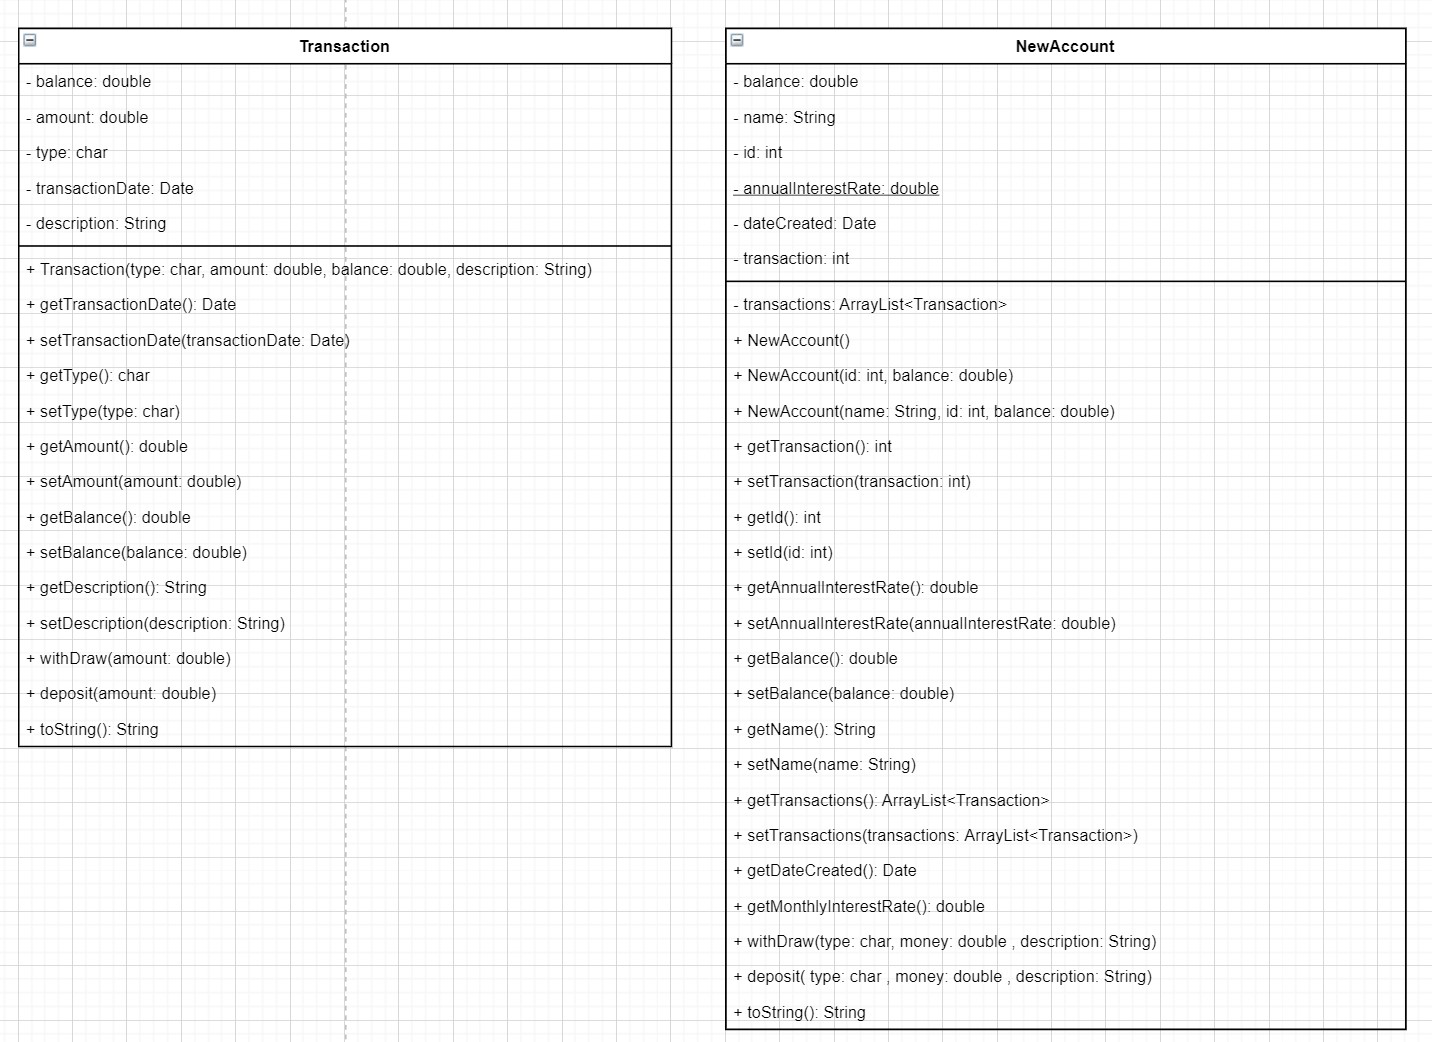 Transaction
- balance: double
- amount: double
- type: char
- transactionDate: Date
- description: String
+ Transaction(type: char, amount: double, balance: double, description: String)
+ getTransactionDate(): Date
+ setTransactionDate(transactionDate: Date)
+ getType(): char
+ setType(type: char)
+ getAmount(): double
+ setAmount(amount: double)
+ getBalance(): double
+ setBalance(balance: double)
+ getDescription(): String
+ setDescription(description: String)
+ withDraw(amount: double)
+ deposit(amount: double)
+ toString(): String
NewAccount
- balance: double
- name: String
- id: int
- annualInterestRate: double
- dateCreated: Date
- transaction: int
- transactions: ArrayList<Transaction>
+ NewAccount()
+ NewAccount(id: int, balance: double)
+ NewAccount(name: String, id: int, balance: double)
+ getTransaction(): int
+ setTransaction(transaction: int)
+ getId(): int
+ setId(id: int)
+ getAnnualInterestRate(): double
+ setAnnualInterestRate(annualInterestRate: double)
+ getBalance(): double
+ setBalance(balance: double)
+ getName(): String
+ setName(name: String)
+ getTransactions(): ArrayList<Transaction>
+ setTransactions(transactions: ArrayList<Transaction>)
+ getDateCreated(): Date
+ getMonthlyInterestRate(): double
+ withDraw(type: char, money: double , description: String)
+ deposit( type: char , money: double , description: String)
+ toString(): String